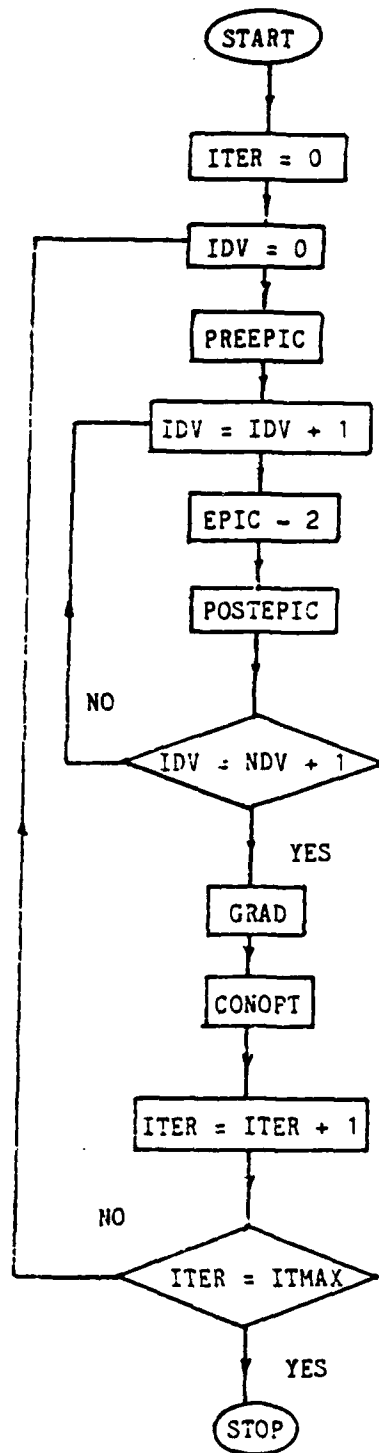 START
ITER = 0
IDV = 0
PREEPIC
IDV = IDV + 1
EPIC - 2
POSTEPIC
NO
IDV = NDV + 1
YES
GRAD
CONOPT
ITER = ITER + 1
NO
ITER = ITMAX
YES
STOP